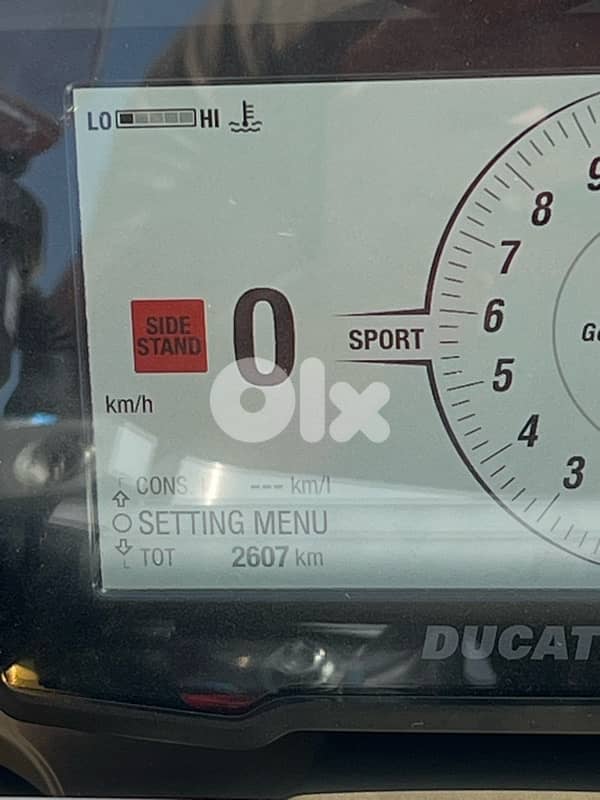 LO HI
9
8
7
6
5
4
3
SIDE
STAND
0
SPORT
km/h
olx
CONS. --- km/l
SETTING MENU
TOT 2607 km
DUCAT